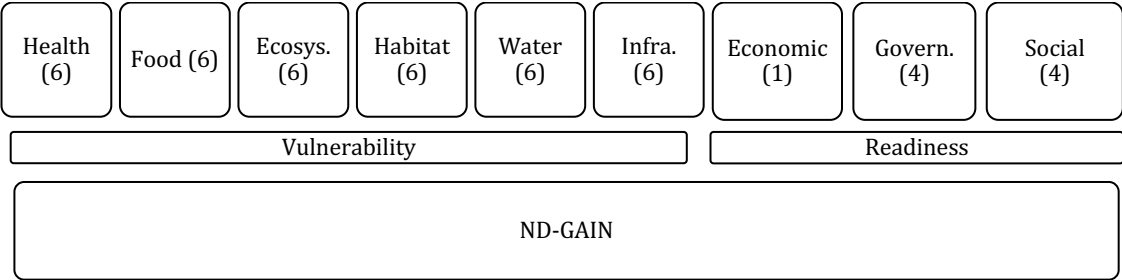 Health
(6)
Food (6)
Ecosys.
(6)
Habitat
(6)
Water
(6)
Infra.
(6)
Economic
(1)
Govern.
(4)
Social
(4)
Vulnerability
Readiness
ND-GAIN